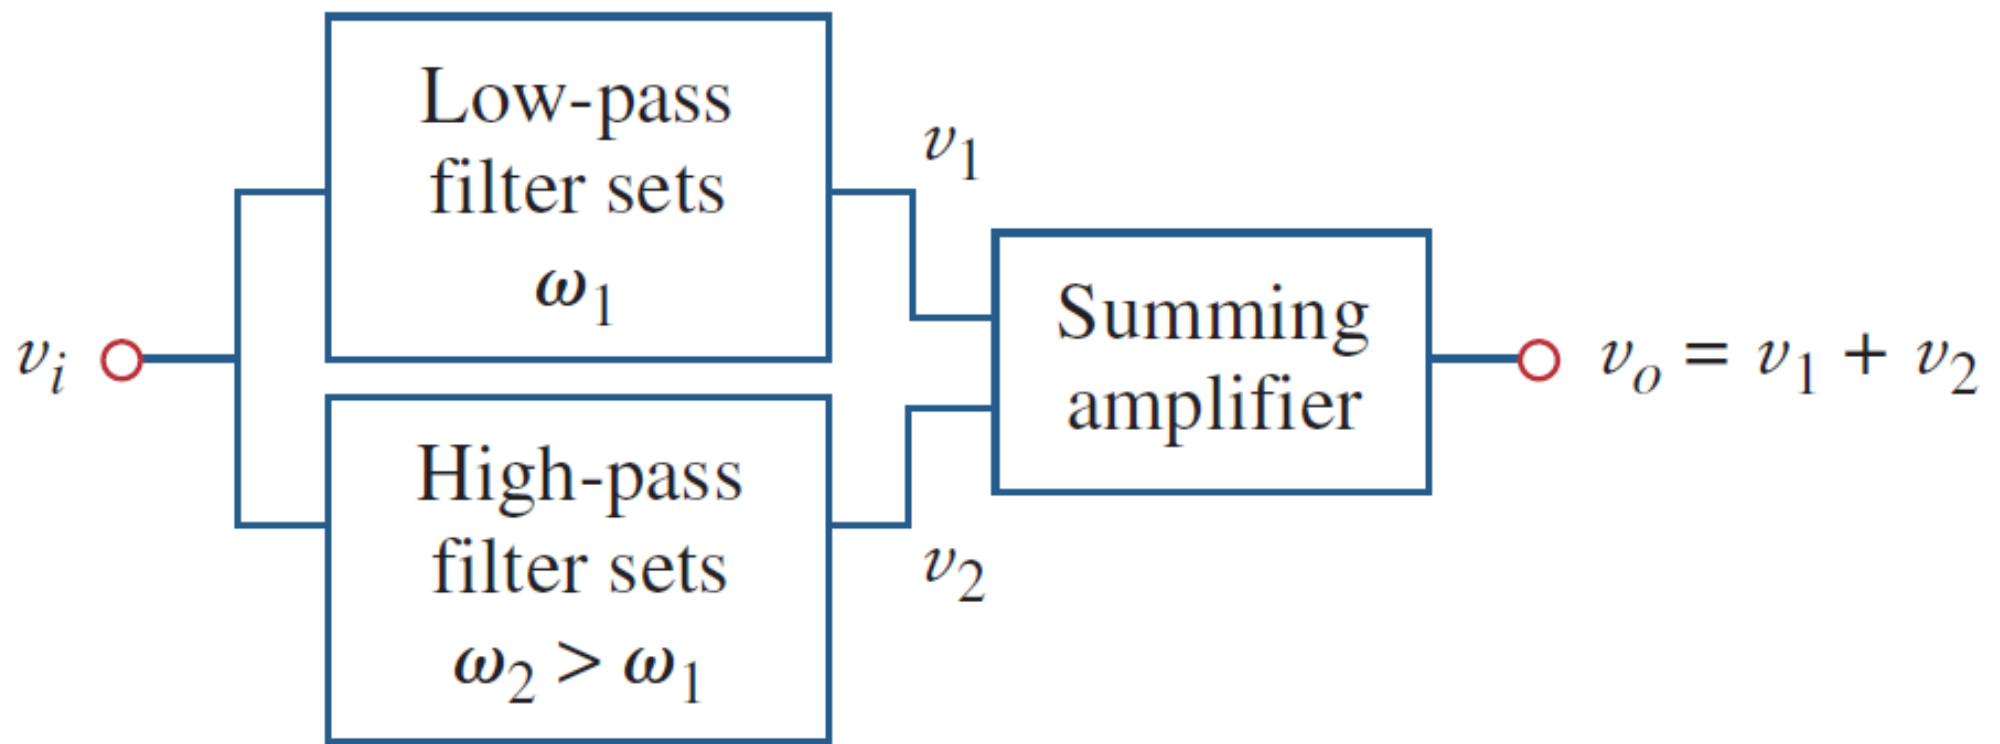 Low-pass
filter sets
ω₁
v₁
vᵢ
High-pass
filter sets
ω₂ > ω₁
v₂
Summing
amplifier
vₒ = v₁ + v₂